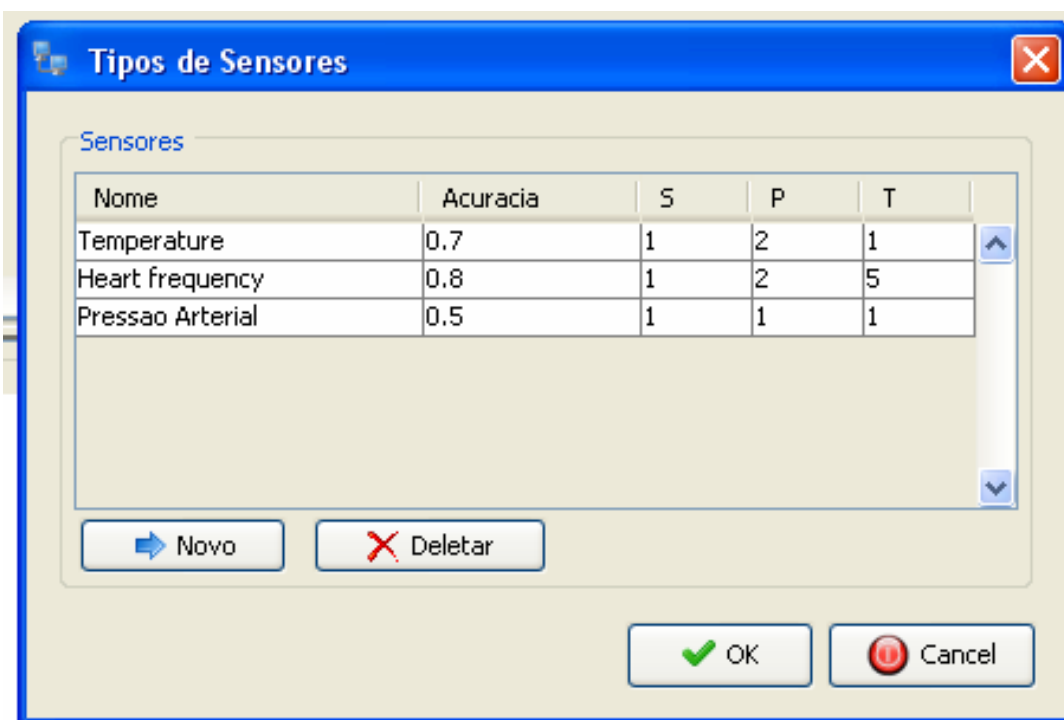 Tipos de Sensores
Sensores
Nome Acuracia S P T
Temperature 0.7 1 2 1
Heart frequency 0.8 1 2 5
Pressao Arterial 0.5 1 1 1
Novo Deletar
OK Cancel